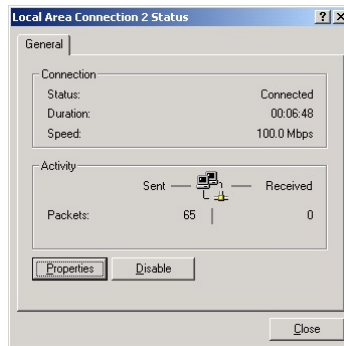 Local Area Connection 2 Status ? X
General
Connection
Status: Connected
Duration: 00:06:48
Speed: 100.0 Mbps
Activity
Sent Received
Packets: 65 0
Properties Disable
Close